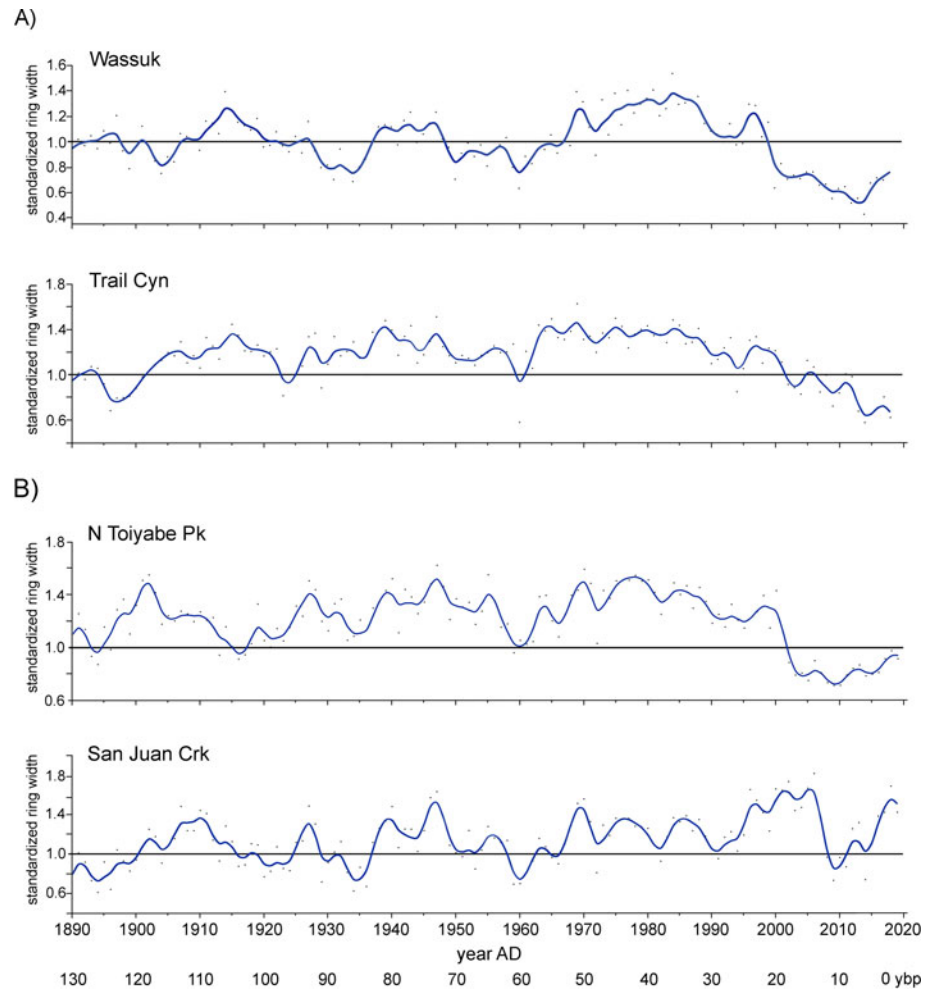 A)
Wassuk
standardized ring width
1.6
1.4
1.2
1.0
0.8
0.6
0.4
Trail Cyn
standardized ring width
1.8
1.4
1.0
0.6
B)
N Toiyabe Pk
standardized ring width
1.8
1.4
1.0
0.6
San Juan Crk
standardized ring width
1.8
1.4
1.0
0.6
1890 1900 1910 1920 1930 1940 1950 1960 1970 1980 1990 2000 2010 2020
year AD
130 120 110 100 90 80 70 60 50 40 30 20 10 0 ybp